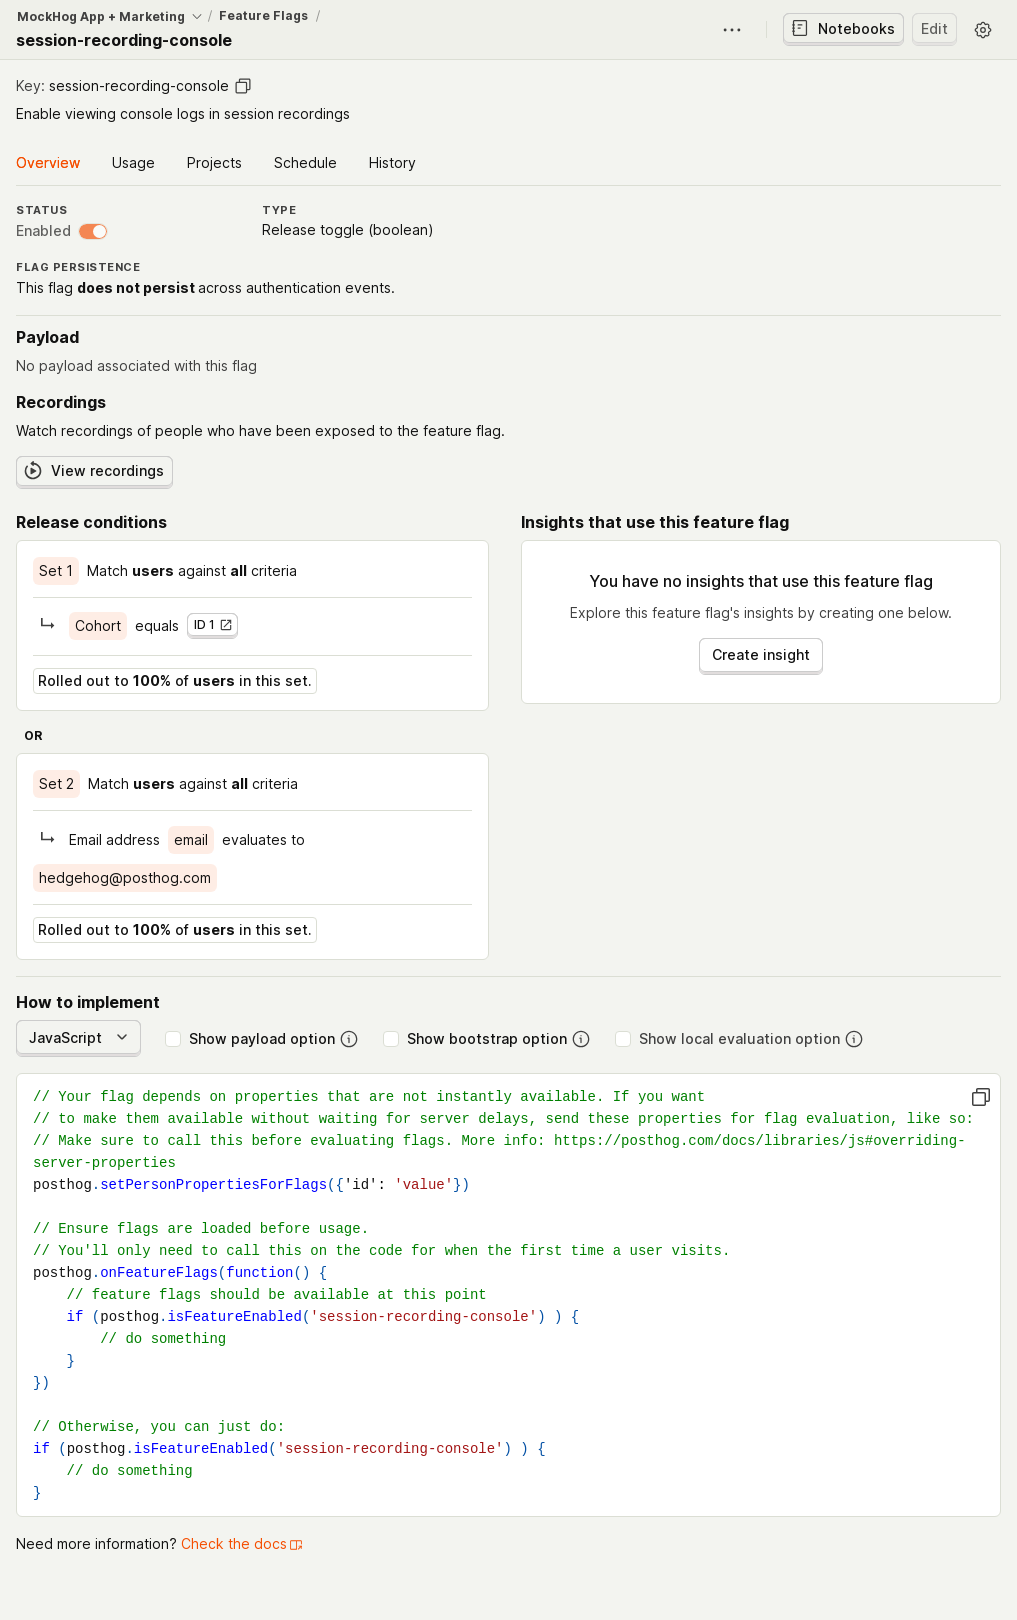 MockHog App + Marketing / Feature Flags /
session-recording-console
Notebooks
Edit
Key: session-recording-console
Enable viewing console logs in session recordings
Overview Usage Projects Schedule History
STATUS
Enabled
TYPE
Release toggle (boolean)
FLAG PERSISTENCE
This flag does not persist across authentication events.
Payload
No payload associated with this flag
Recordings
Watch recordings of people who have been exposed to the feature flag.
View recordings
Release conditions
Set 1 Match users against all criteria
Cohort equals ID 1
Rolled out to 100% of users in this set.
OR
Set 2 Match users against all criteria
Email address email evaluates to
hedgehog@posthog.com
Rolled out to 100% of users in this set.
Insights that use this feature flag
You have no insights that use this feature flag
Explore this feature flag's insights by creating one below.
Create insight
How to implement
JavaScript Show payload option Show bootstrap option Show local evaluation option
// Your flag depends on properties that are not instantly available. If you want
// to make them available without waiting for server delays, send these properties for flag evaluation, like so:
// Make sure to call this before evaluating flags. More info: https://posthog.com/docs/libraries/js#overriding-
server-properties
posthog.setPersonPropertiesForFlags({'id': 'value'})
// Ensure flags are loaded before usage.
// You'll only need to call this on the code for when the first time a user visits.
posthog.onFeatureFlags(function() {
    // feature flags should be available at this point
    if (posthog.isFeatureEnabled('session-recording-console') ) {
        // do something
    }
})
// Otherwise, you can just do:
if (posthog.isFeatureEnabled('session-recording-console') ) {
    // do something
}
Need more information? Check the docs